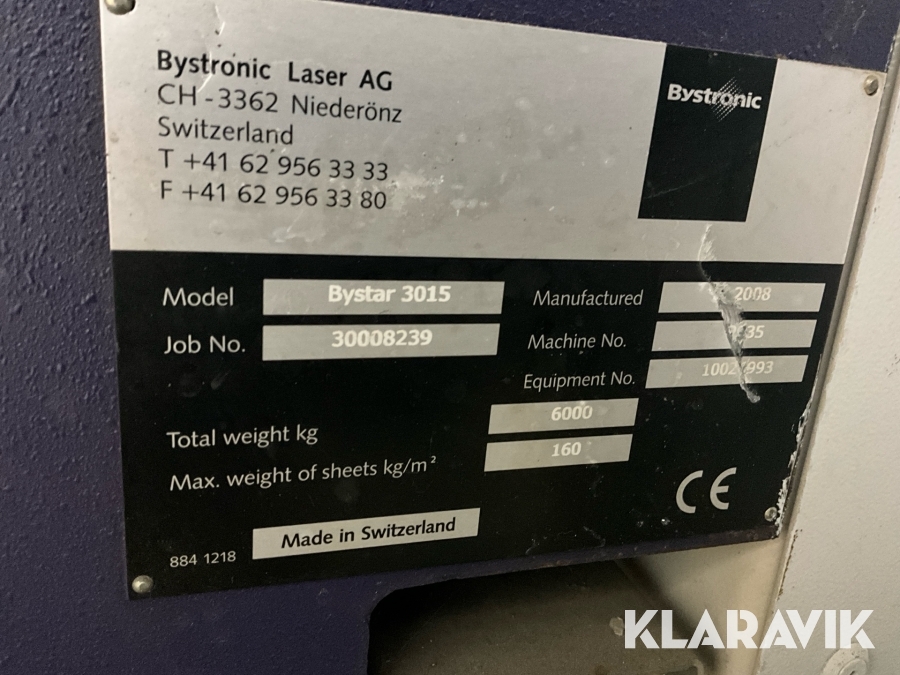 Bystronic Laser AG
CH-3362 Niederönz
Switzerland
T +41 62 956 33 33
F +41 62 956 33 80
Bystronic
Model Bystar 3015
Job No. 30008239
Manufactured 2008
Machine No.
Equipment No.
Total weight kg 6000
Max. weight of sheets kg/m² 160
CE
Made in Switzerland
884 1218
KLARAVIK